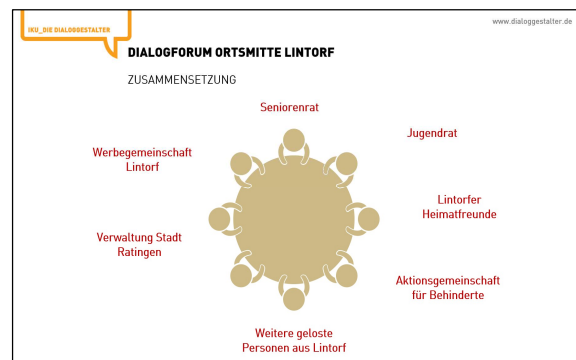 IKU_DIE DIALOGGESTALTER
www.dialoggestalter.de
DIALOGFORUM ORTSMITTE LINTORF
ZUSAMMENSETZUNG
Seniorenrat
Jugendrat
Werbegemeinschaft
Lintorf
Lintorfer
Heimatfreunde
Verwaltung Stadt
Ratingen
Aktionsgemeinschaft
für Behinderte
Weitere geloste
Personen aus Lintorf